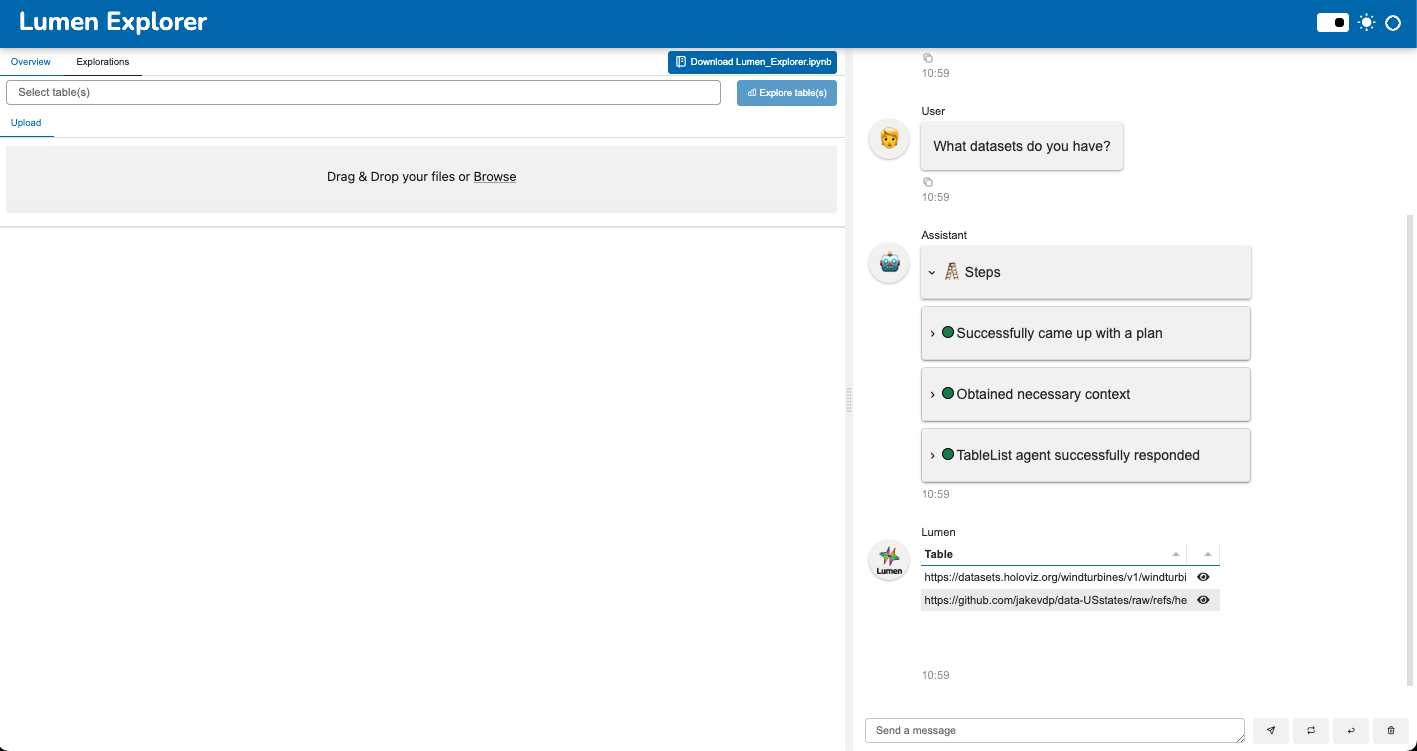 Lumen Explorer
Overview
Explorations
Download Lumen_Explorer.ipynb
Select table(s)
Explore table(s)
Upload
Drag & Drop your files or Browse
10:59
User
What datasets do you have?
10:59
Assistant
Steps
Successfully came up with a plan
Obtained necessary context
TableList agent successfully responded
10:59
Lumen
Lumen
Table
https://datasets.holoviz.org/windturbines/v1/windturbi
https://github.com/jakevdp/data-USstates/raw/refs/he
10:59
Send a message